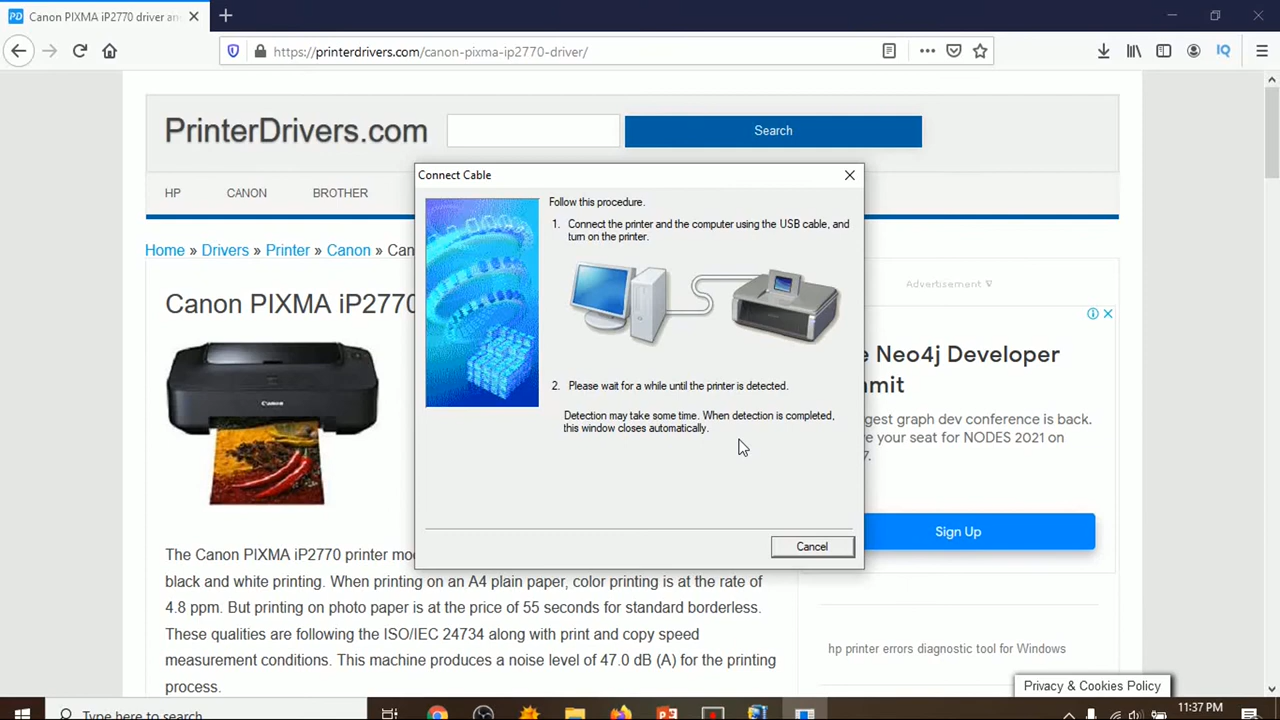 PD Canon PIXMA iP2770 driver an
https://printerdrivers.com/canon-pixma-ip2770-driver/
IQ
PrinterDrivers.com
Search
HP CANON BROTHER
Home » Drivers » Printer » Canon » Can
Canon PIXMA iP2770
Canon
The Canon PIXMA iP2770 printer mo
black and white printing. When printing on an A4 plain paper, color printing is at the rate of
4.8 ppm. But printing on photo paper is at the price of 55 seconds for standard borderless.
These qualities are following the ISO/IEC 24734 along with print and copy speed
measurement conditions. This machine produces a noise level of 47.0 dB (A) for the printing
process.
Connect Cable
Follow this procedure.
1. Connect the printer and the computer using the USB cable, and
turn on the printer.
2. Please wait for a while until the printer is detected.
Detection may take some time. When detection is completed,
this window closes automatically.
Cancel
Advertisement
e Neo4j Developer
mmit
gest graph dev conference is back.
e your seat for NODES 2021 on
7.
Sign Up
hp printer errors diagnostic tool for Windows
Privacy & Cookies Policy
Type here to search
11:37 PM